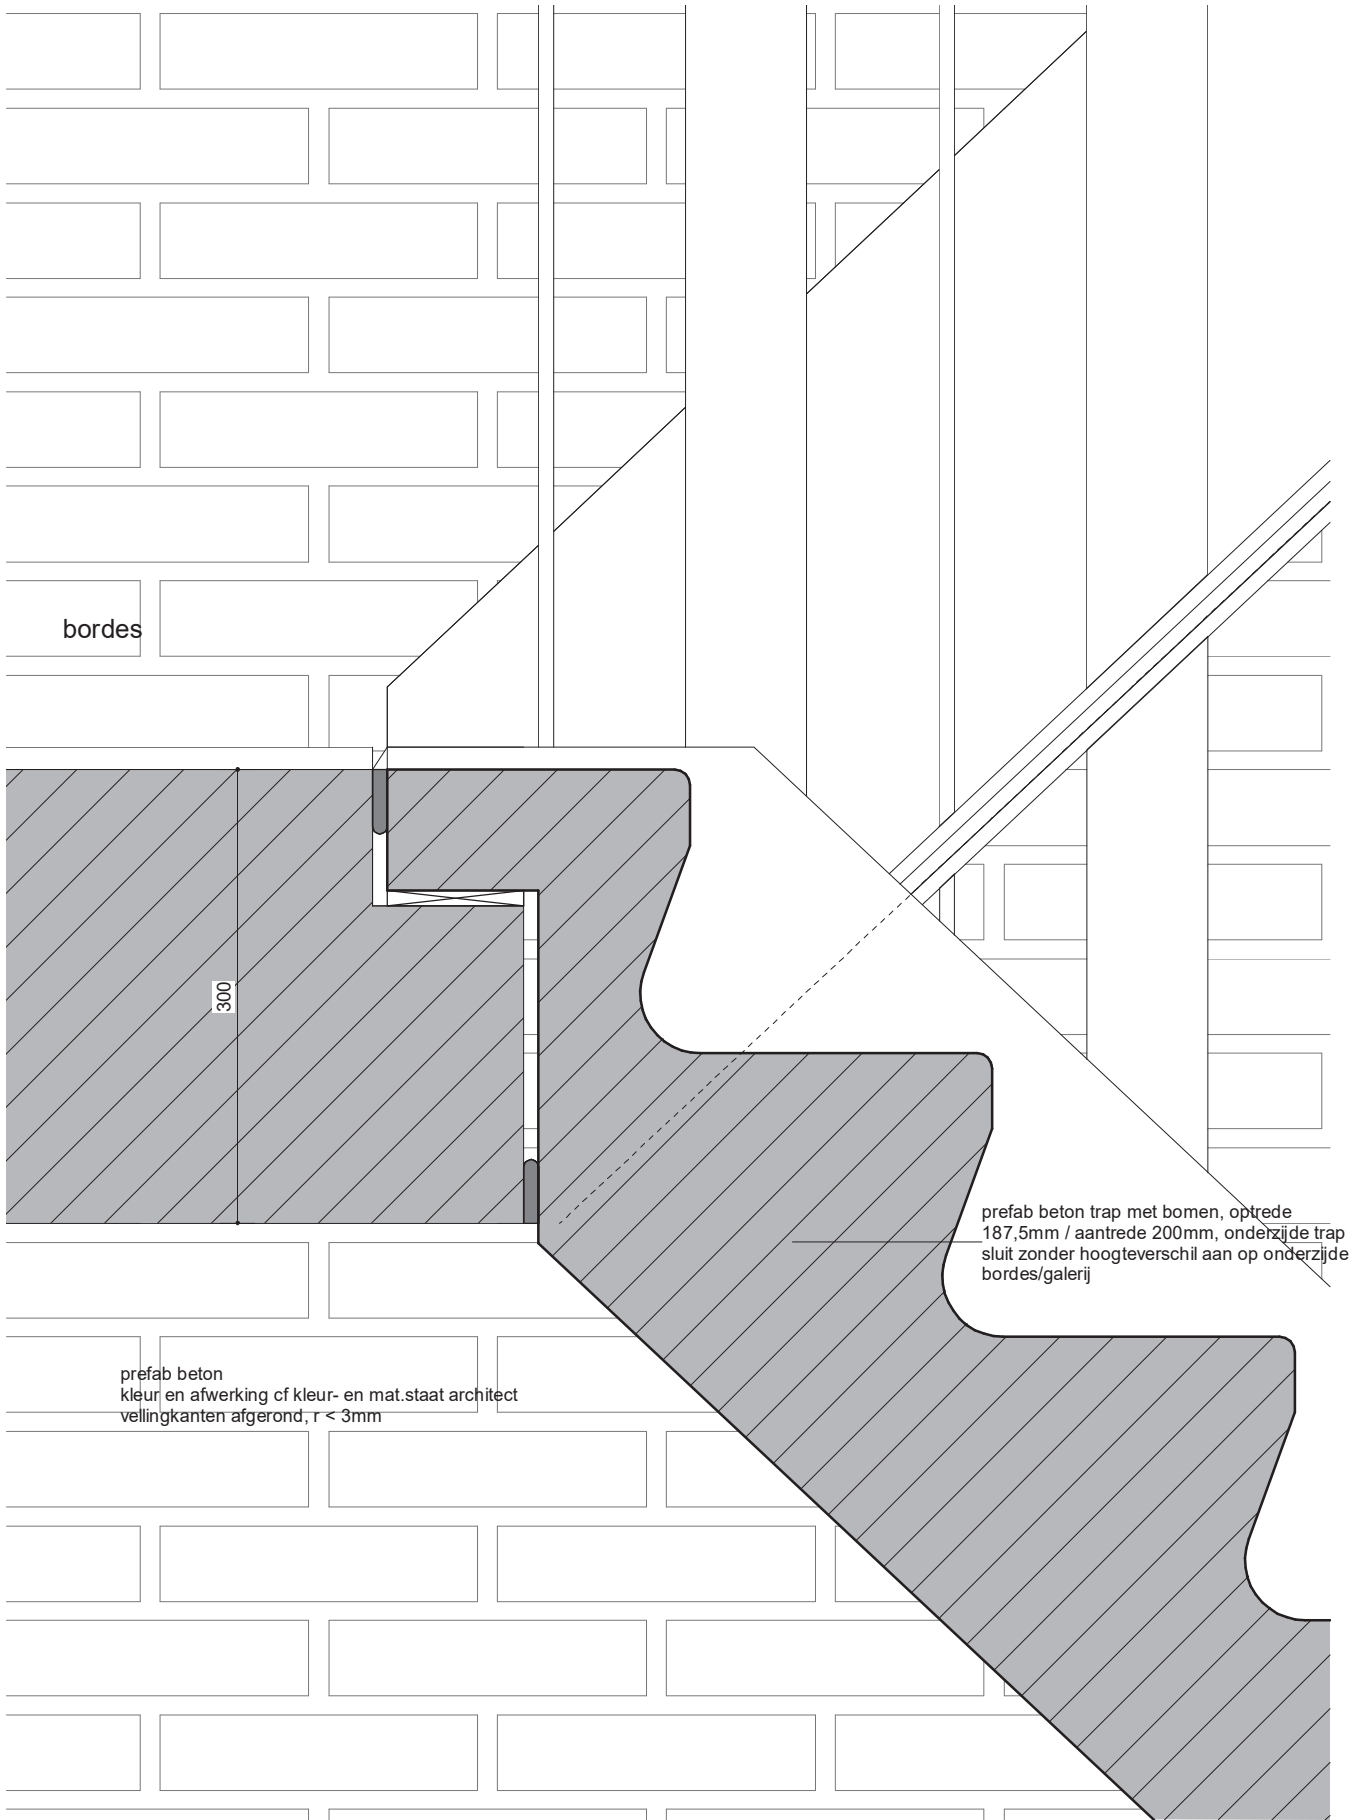 bordes
300
prefab beton trap met bomen, optrede
187,5mm / aantrede 200mm, onderzijde trap
sluit zonder hoogteverschil aan op onderzijde
bordes/galerij
prefab beton
kleur en afwerking cf kleur- en mat.staat architect
vellingkanten afgerond, r < 3mm